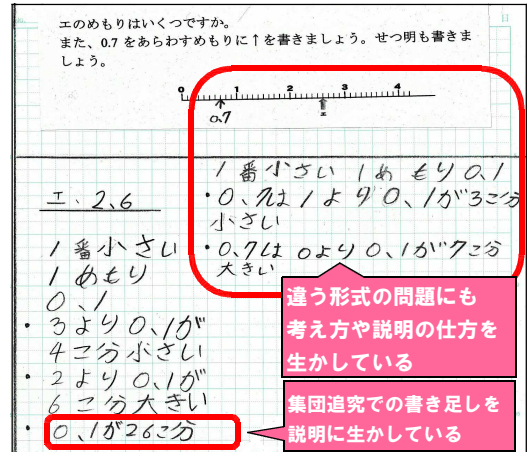 エのめもりはいくつですか。
また、0.7 をあらわすめもりに↑を書きましょう。せつ明も書きま
しょう。
0 1 2 3 4
0.7 エ
1番小さい1めもり0.1
・0.7は1より0.1が3こ分
小さい
・0.7は0より0.1が7こ分
大きい
エ. 2.6
1番小さい
1めもり
0.1
・3より0.1が
4こ分小さい
・2より0.1が
6こ分大きい
・0.1が26こ分
違う形式の問題にも
考え方や説明の仕方を
生かしている
集団追究での書き足しを
説明に生かしている